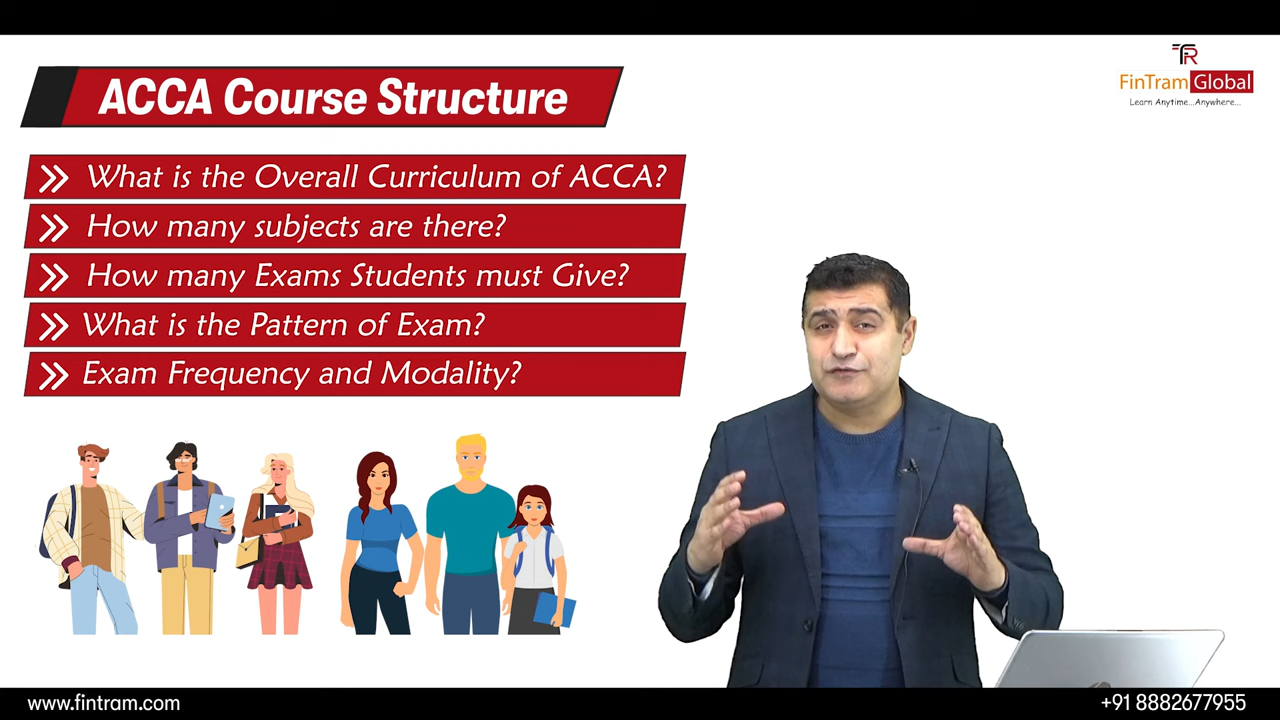 ACCA Course Structure
What is the Overall Curriculum of ACCA?
How many subjects are there?
How many Exams Students must Give?
What is the Pattern of Exam?
Exam Frequency and Modality?
FR
FinTram Global
Learn Anytime...Anywhere...
www.fintram.com
+91 8882677955